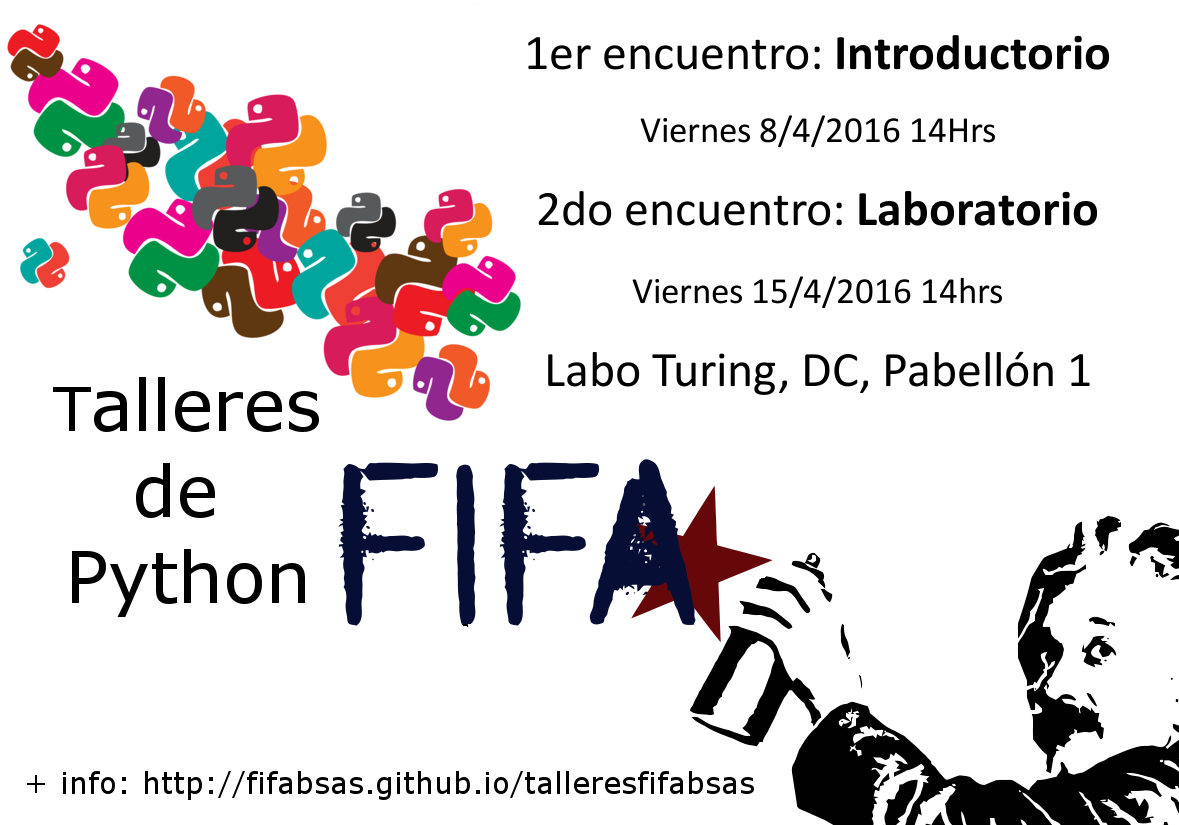 1er encuentro: Introductorio
Viernes 8/4/2016 14Hrs
2do encuentro: Laboratorio
Viernes 15/4/2016 14hrs
Labo Turing, DC, Pabellón 1
Talleres
de
Python
FIFA
+ info: http://fifabsas.github.io/talleresfifabsas